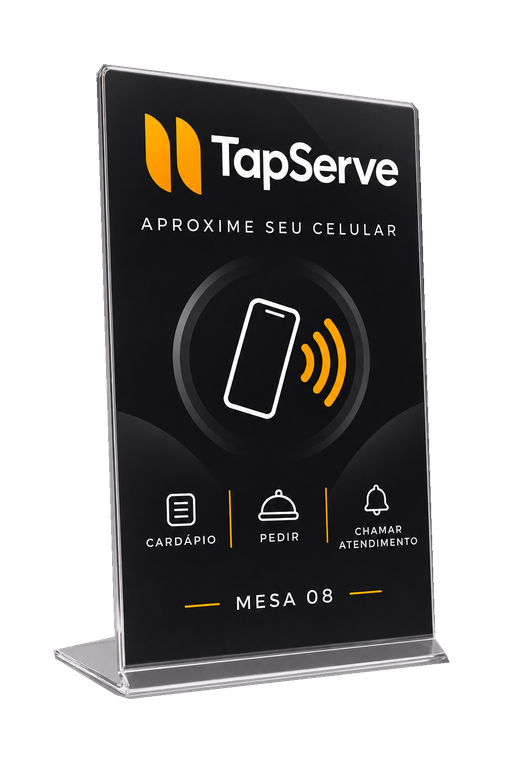 TapServe
APROXIME SEU CELULAR
CARDÁPIO
PEDIR
CHAMAR
ATENDIMENTO
MESA 08